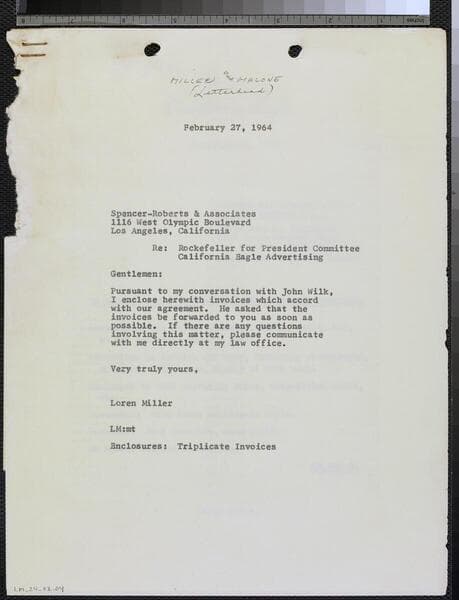 MILLER and MALONE
(Letterhead)
February 27, 1964
Spencer-Roberts & Associates
1116 West Olympic Boulevard
Los Angeles, California
Re: Rockefeller for President Committee
California Eagle Advertising
Gentlemen:
Pursuant to my conversation with John Wilk,
I enclose herewith invoices which accord
with our agreement. He asked that the
invoices be forwarded to you as soon as
possible. If there are any questions
involving this matter, please communicate
with me directly at my law office.
Very truly yours,
Loren Miller
LM:mt
Enclosures: Triplicate Invoices